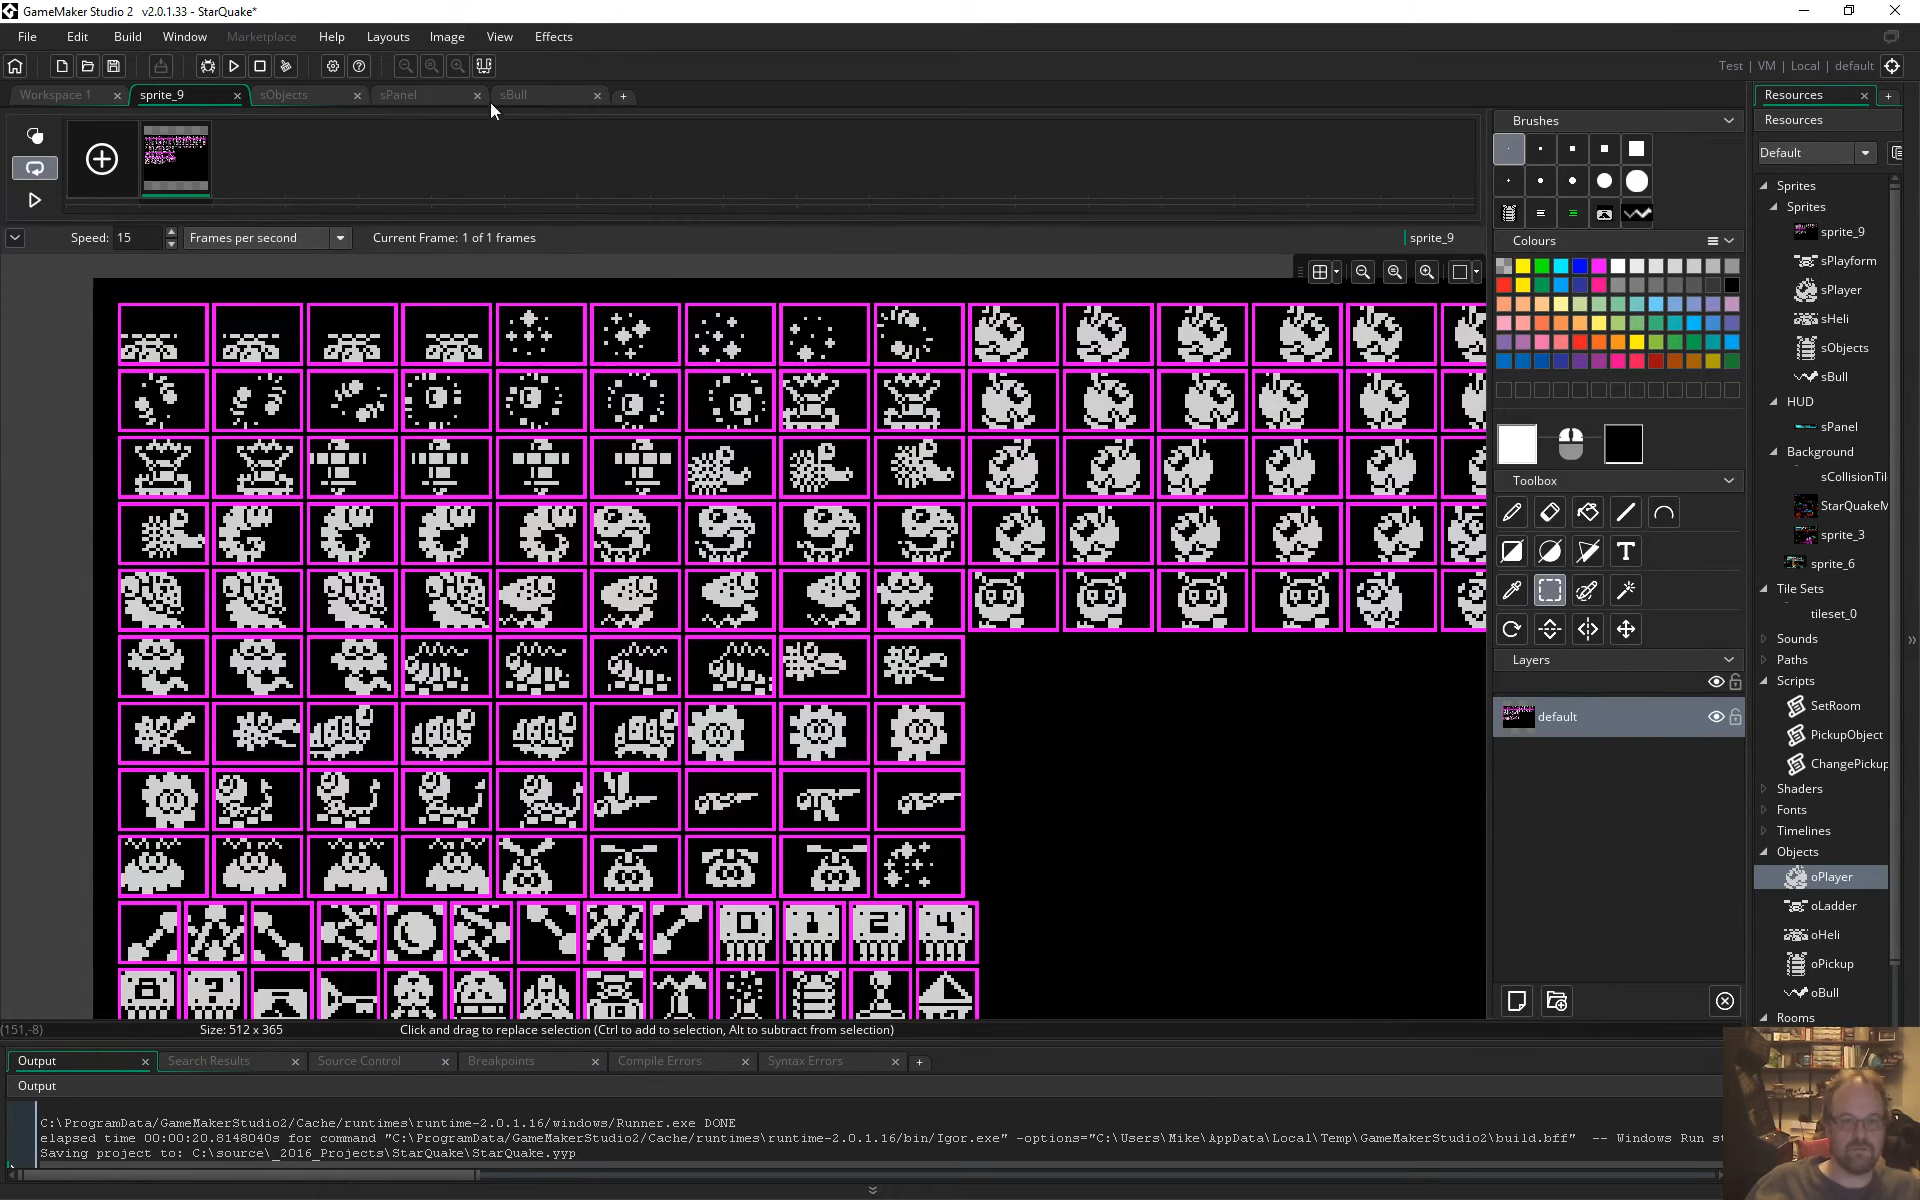 GameMaker Studio 2 v2.0.1.33 - StarQuake*
File Edit Build Window Marketplace Help Layouts Image View Effects
Test | VM | Local | default
Workspace 1 sprite_9 sObjects sPanel sBull
Resources
Resources
Default
Brushes
Colours
Toolbox
Layers
default
Speed: 15 Frames per second Current Frame: 1 of 1 frames
sprite_9
0 1 2 4
8 ?
(151,-8) Size: 512 x 365 Click and drag to replace selection (Ctrl to add to selection, Alt to subtract from selection)
Sprites
Sprites
sprite_9
sPlayform
sPlayer
sHeli
sObjects
sBull
HUD
sPanel
Background
sCollisionTil
StarQuakeM
sprite_3
sprite_6
Tile Sets
tileset_0
Sounds
Paths
Scripts
SetRoom
PickupObject
ChangePickup
Shaders
Fonts
Timelines
Objects
oPlayer
oLadder
oHeli
oPickup
oBull
Rooms
Output Search Results Source Control Breakpoints Compile Errors Syntax Errors
Output
C:\ProgramData/GameMakerStudio2/Cache/runtimes\runtime-2.0.1.16/windows/Runner.exe DONE
elapsed time 00:00:20.8148040s for command "C:\ProgramData/GameMakerStudio2/Cache/runtimes\runtime-2.0.1.16/bin/Igor.exe" -options="C:\Users\Mike\AppData\Local\Temp\GameMakerStudio2\build.bff" -- Windows Run st
Saving project to: C:\source\_2016_Projects\StarQuake\StarQuake.yyp